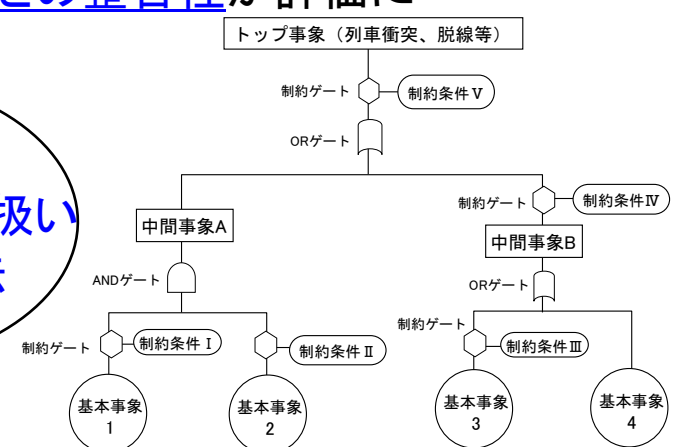 との整合性が評価に
扱い
トップ事象（列車衝突、脱線等）
制約ゲート
制約条件Ⅴ
ORゲート
制約ゲート
制約条件Ⅳ
中間事象A
中間事象B
ANDゲート
ORゲート
制約ゲート
制約条件Ⅰ
制約条件Ⅱ
制約ゲート
制約条件Ⅲ
基本事象
1
基本事象
2
基本事象
3
基本事象
4